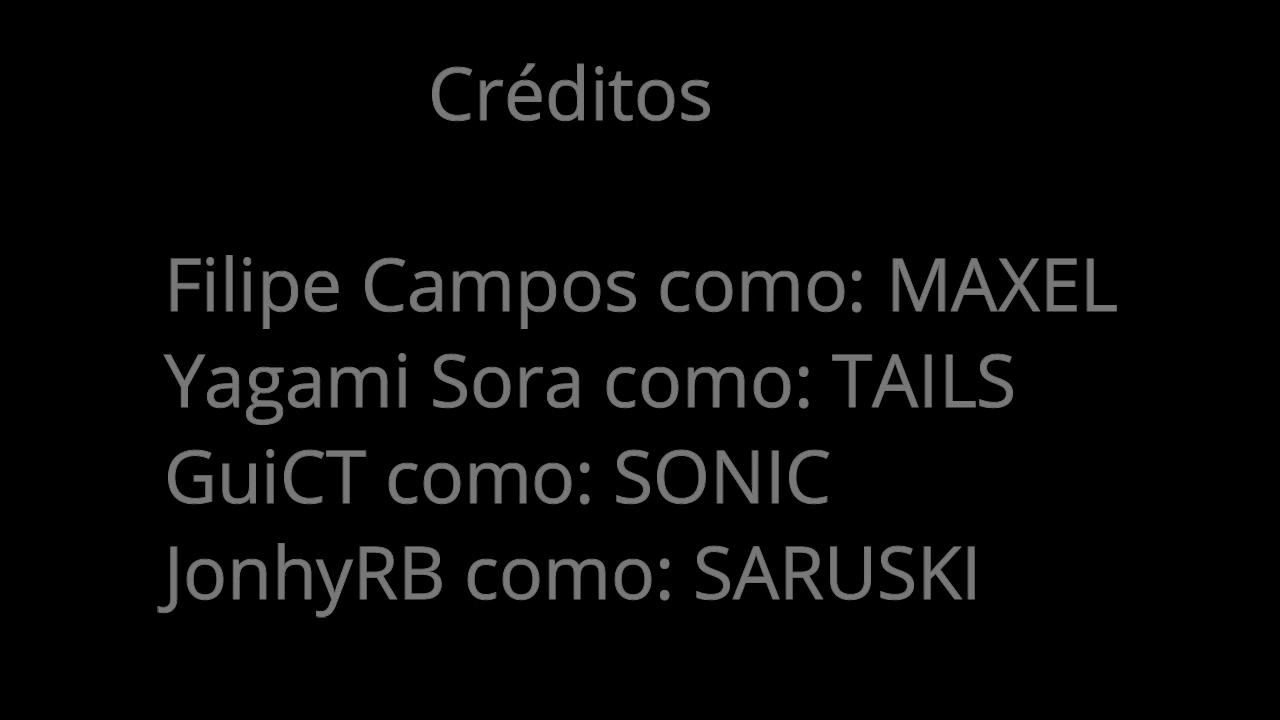 Créditos
Filipe Campos como: MAXEL
Yagami Sora como: TAILS
GuiCT como: SONIC
JonhyRB como: SARUSKI